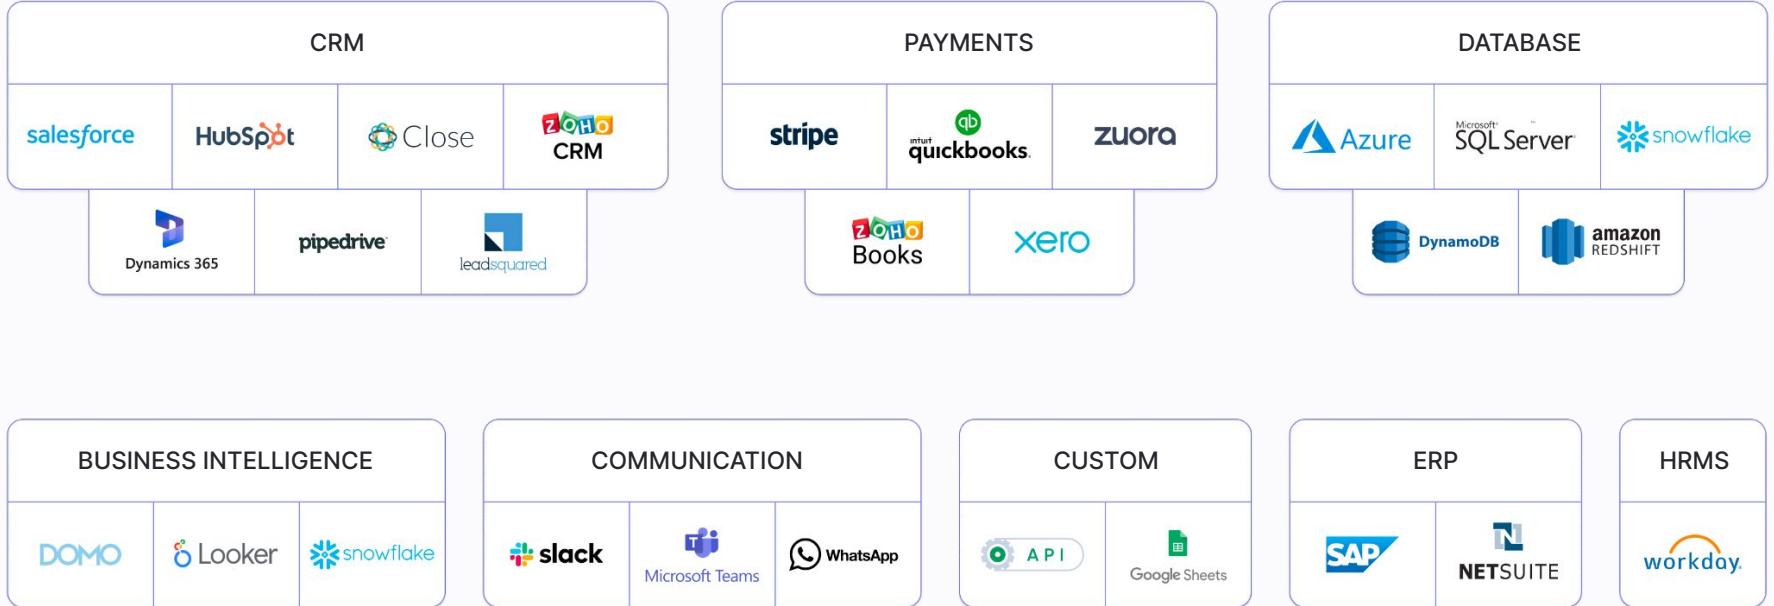 CRM
salesforce
HubSpot
Close
ZOHO
CRM
Dynamics 365
pipedrive
leadsquared
PAYMENTS
stripe
qb
intuit
quickbooks.
zuora
ZOHO
Books
xero
DATABASE
Azure
Microsoft®
SQL Server
™
snowflake
DynamoDB
amazon
REDSHIFT
BUSINESS INTELLIGENCE
DOMO
Looker
snowflake
COMMUNICATION
slack
T
Microsoft Teams
WhatsApp
CUSTOM
API
Google Sheets
ERP
SAP
N
NETSUITE
HRMS
workday.